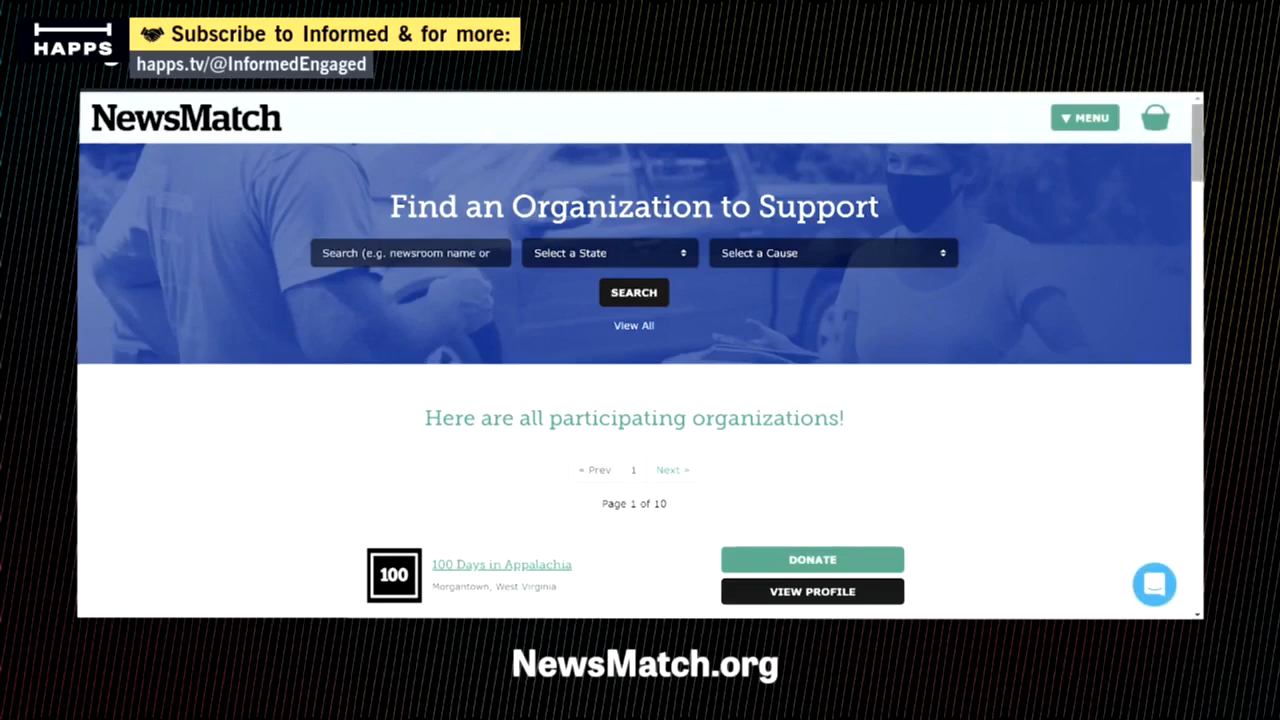 HAPPS
Subscribe to Informed & for more:
happs.tv/@InformedEngaged
NewsMatch
MENU
Find an Organization to Support
Search (e.g. newsroom name or
Select a State
Select a Cause
SEARCH
View All
Here are all participating organizations!
« Prev 1 Next »
Page 1 of 10
100
100 Days in Appalachia
Morgantown, West Virginia
DONATE
VIEW PROFILE
NewsMatch.org